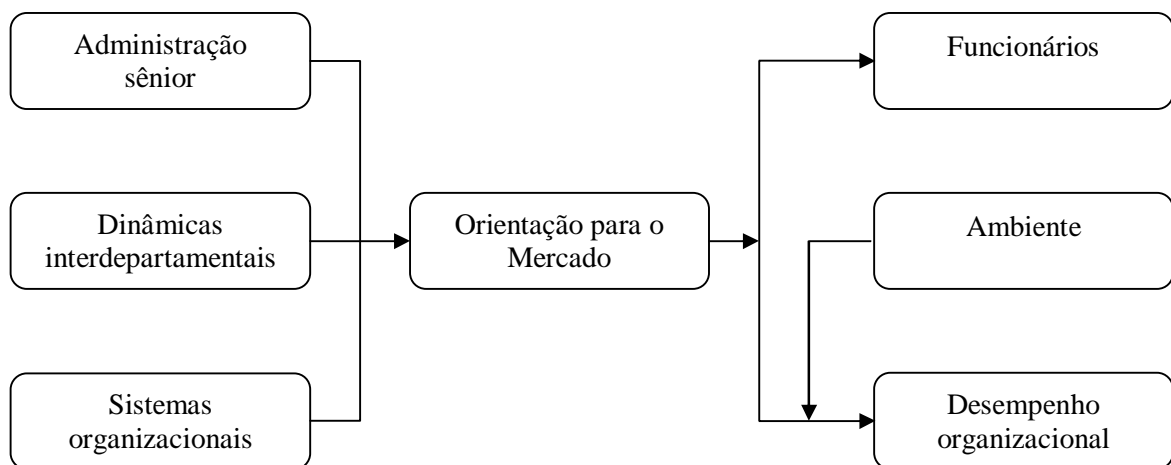 Administração
sênior
Funcionários
Dinâmicas
interdepartamentais
Orientação para o
Mercado
Ambiente
Sistemas
organizacionais
Desempenho
organizacional